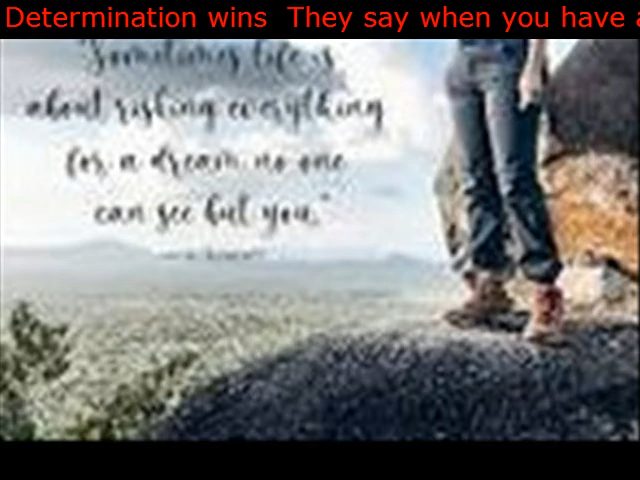 Determination wins  They say when you have a
"Sometimes life is
about risking everything
for a dream no one
can see but you."